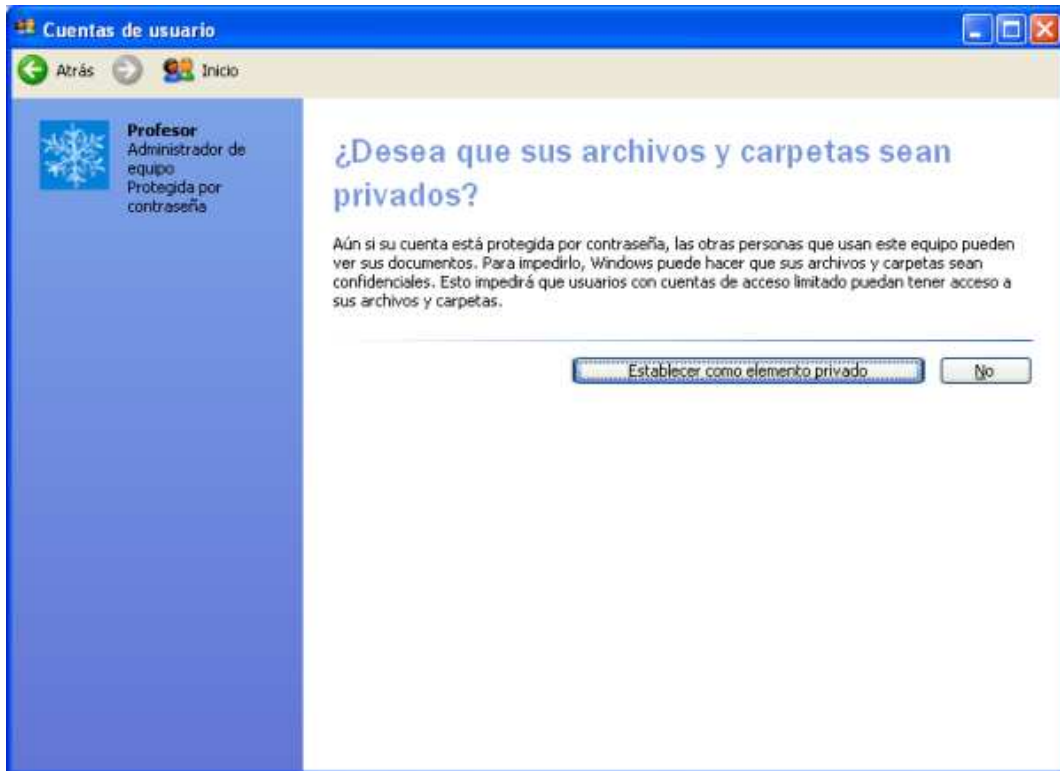 Cuentas de usuario
Atrás
Inicio
Profesor
Administrador de
equipo
Protegida por
contraseña
¿Desea que sus archivos y carpetas sean
privados?
Aún si su cuenta está protegida por contraseña, las otras personas que usan este equipo pueden
ver sus documentos. Para impedirlo, Windows puede hacer que sus archivos y carpetas sean
confidenciales. Esto impedirá que usuarios con cuentas de acceso limitado puedan tener acceso a
sus archivos y carpetas.
Establecer como elemento privado
No